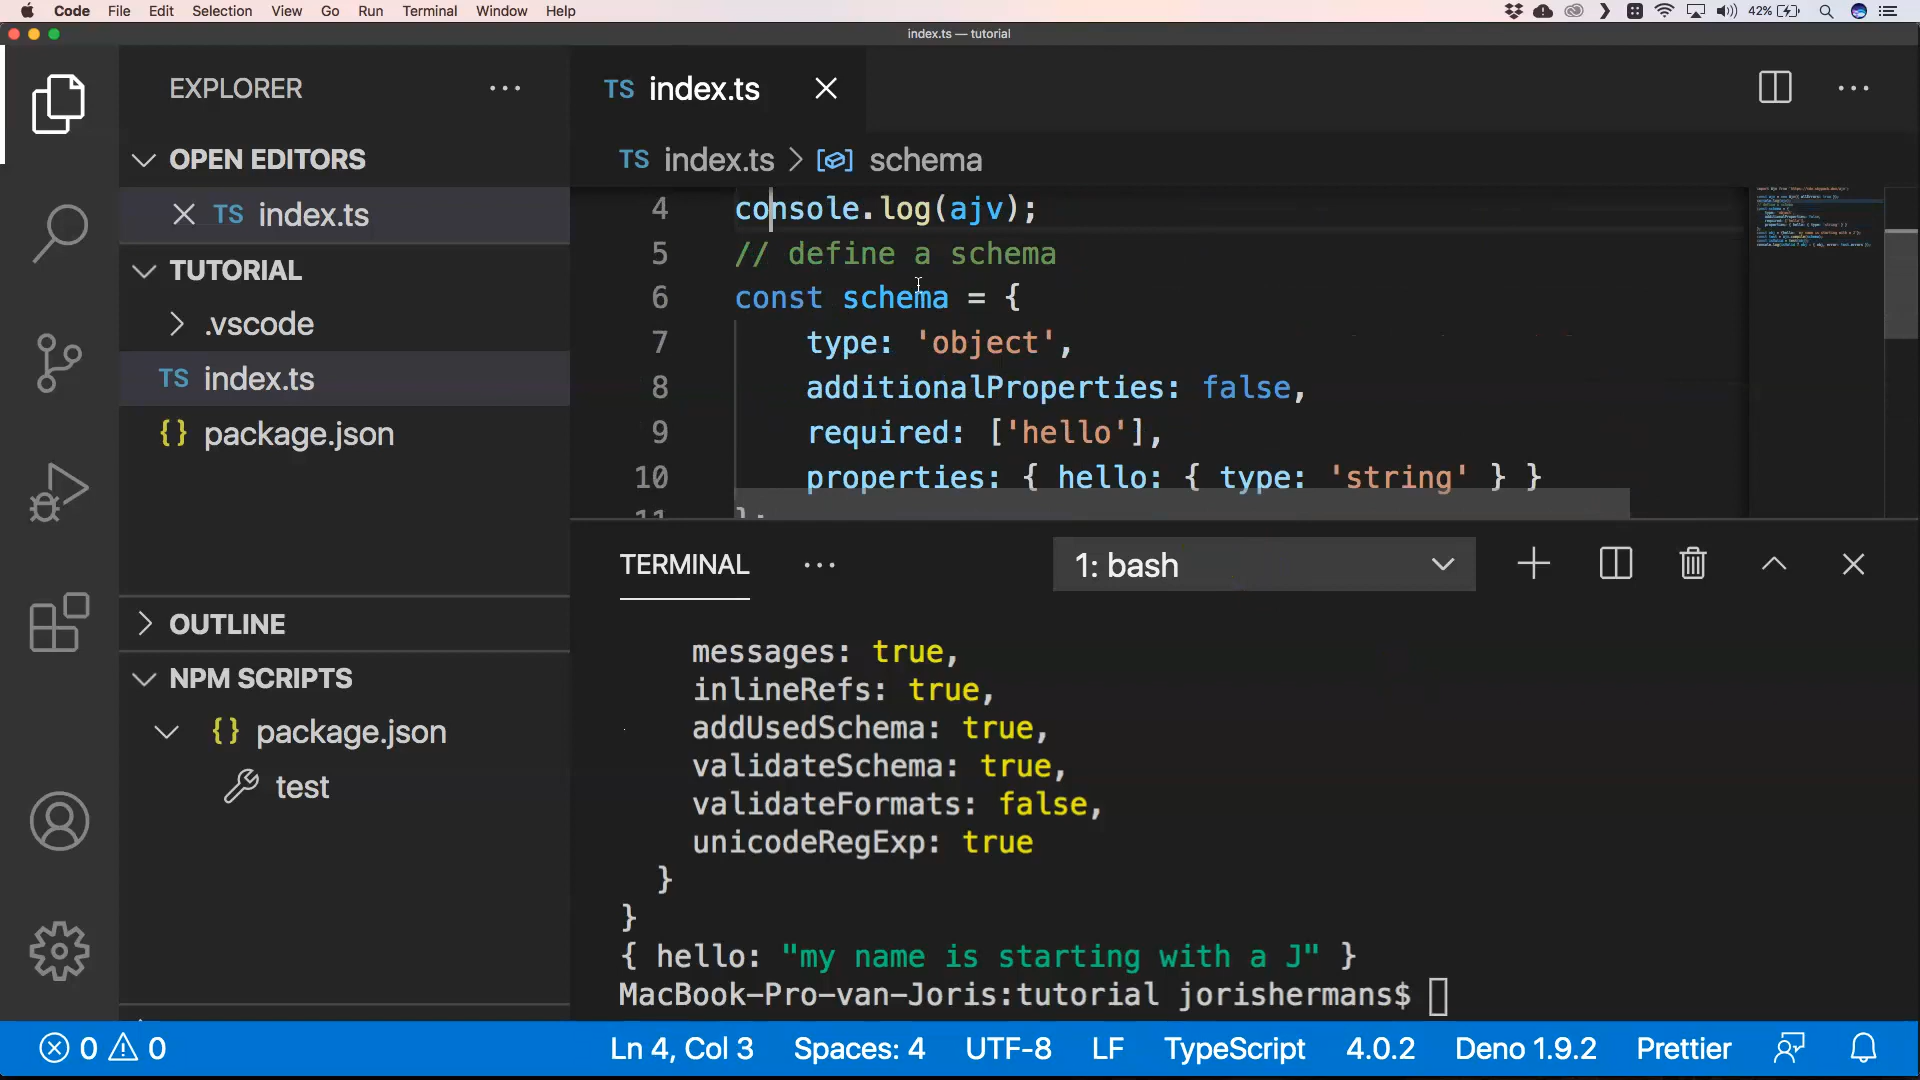 Code File Edit Selection View Go Run Terminal Window Help 42%
index.ts — tutorial
EXPLORER
OPEN EDITORS
TS index.ts
TUTORIAL
.vscode
TS index.ts
{} package.json
OUTLINE
NPM SCRIPTS
{} package.json
test
TS index.ts
TS index.ts > schema
4 console.log(ajv);
5 // define a schema
6 const schema = {
7 type: 'object',
8 additionalProperties: false,
9 required: ['hello'],
10 properties: { hello: { type: 'string' } }
11 };
TERMINAL
1: bash
messages: true,
inlineRefs: true,
addUsedSchema: true,
validateSchema: true,
validateFormats: false,
unicodeRegExp: true
}
}
{ hello: "my name is starting with a J" }
MacBook-Pro-van-Joris:tutorial jorishermans$
0 0 Ln 4, Col 3 Spaces: 4 UTF-8 LF TypeScript 4.0.2 Deno 1.9.2 Prettier